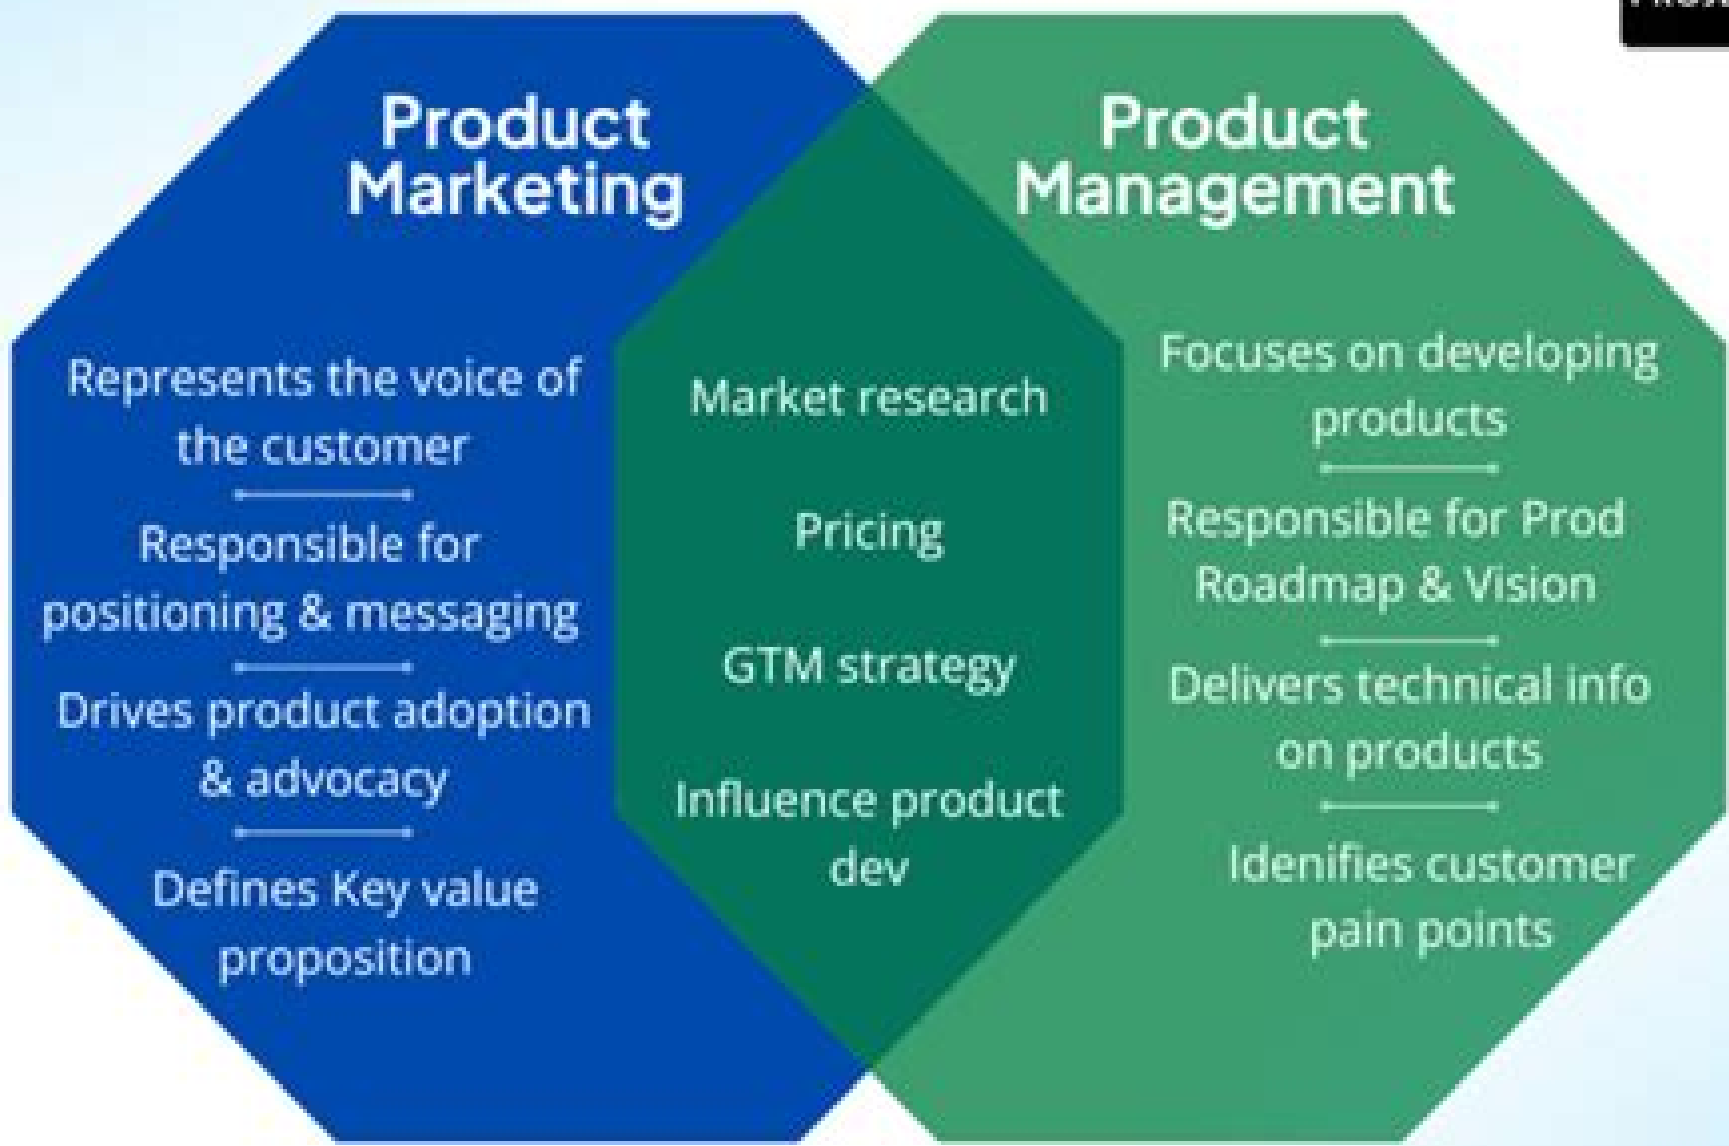 Product
Marketing
Represents the voice of
the customer
Responsible for
positioning & messaging
Drives product adoption
& advocacy
Defines Key value
proposition
Market research
Pricing
GTM strategy
Influence product
dev
Product
Management
Focuses on developing
products
Responsible for Prod
Roadmap & Vision
Delivers technical info
on products
Idenifies customer
pain points